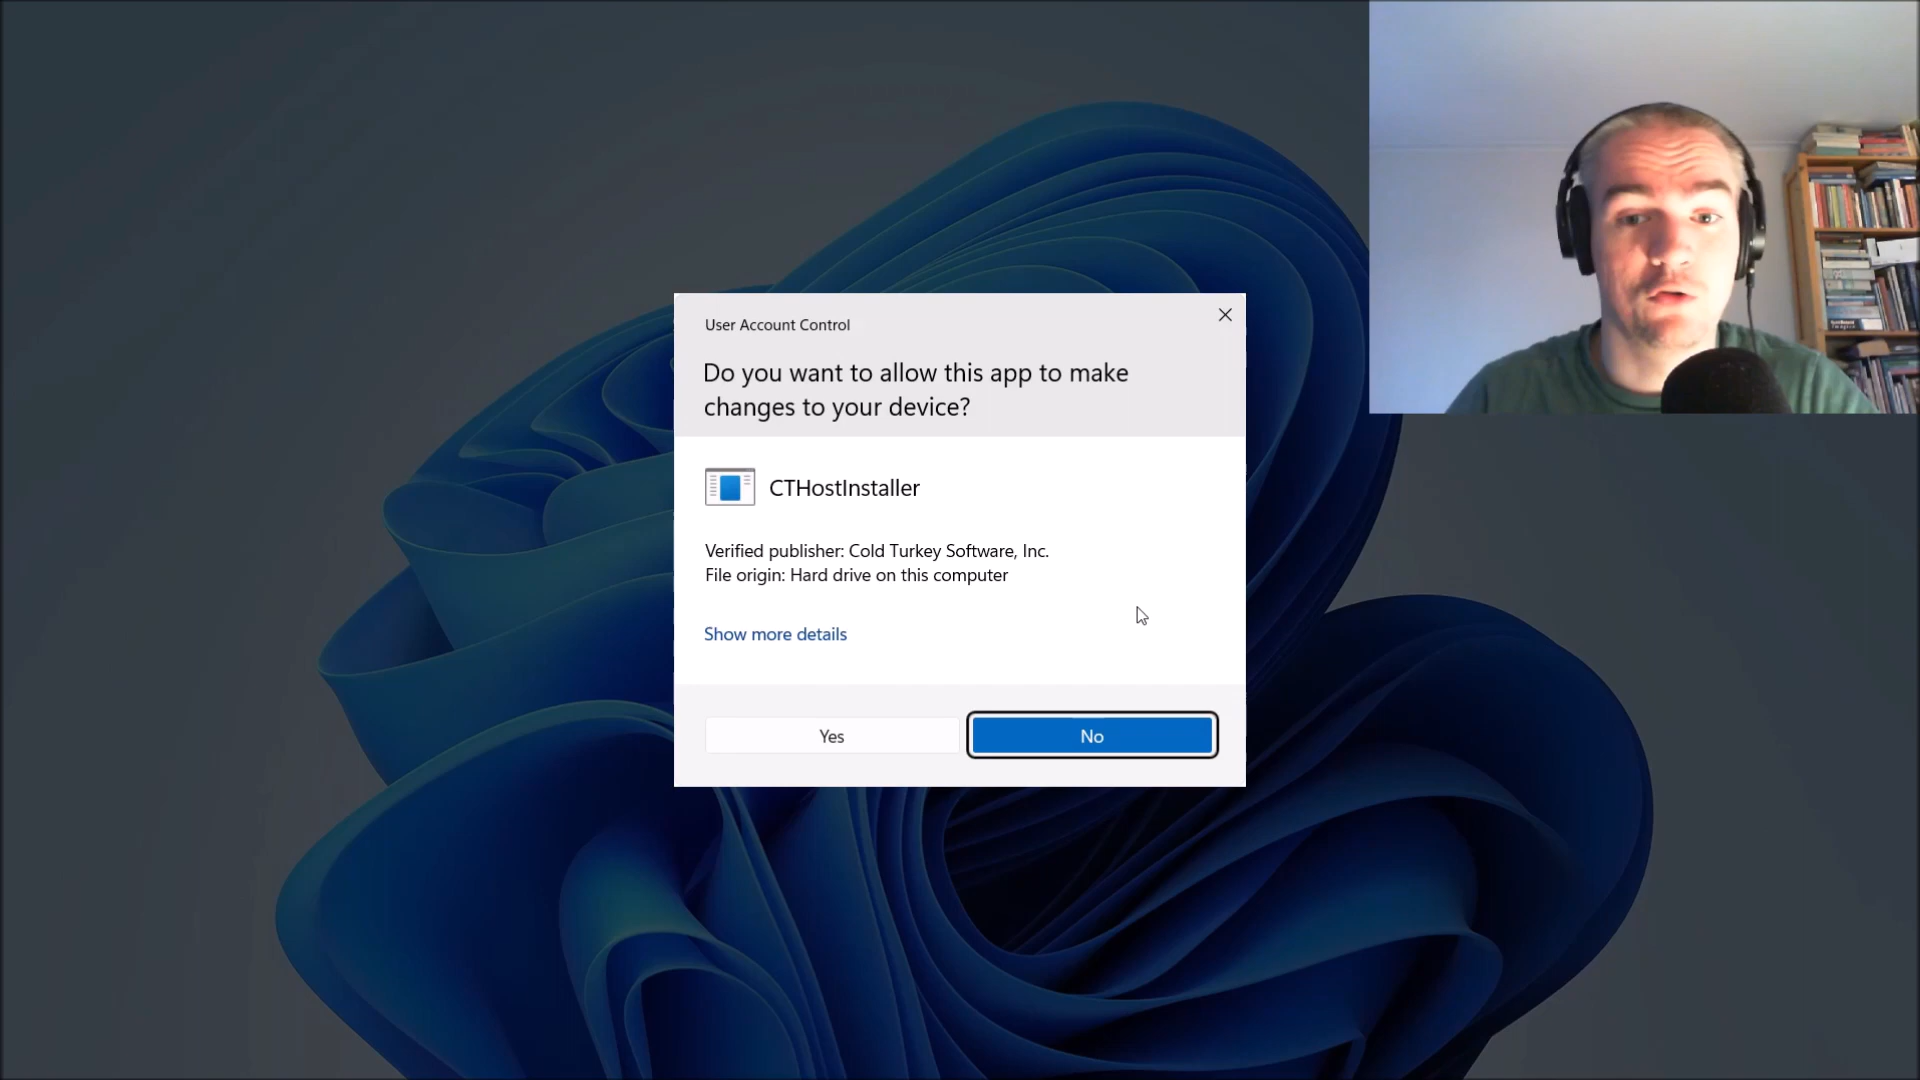 User Account Control
Do you want to allow this app to make
changes to your device?
CTHostInstaller
Verified publisher: Cold Turkey Software, Inc.
File origin: Hard drive on this computer
Show more details
Yes
No